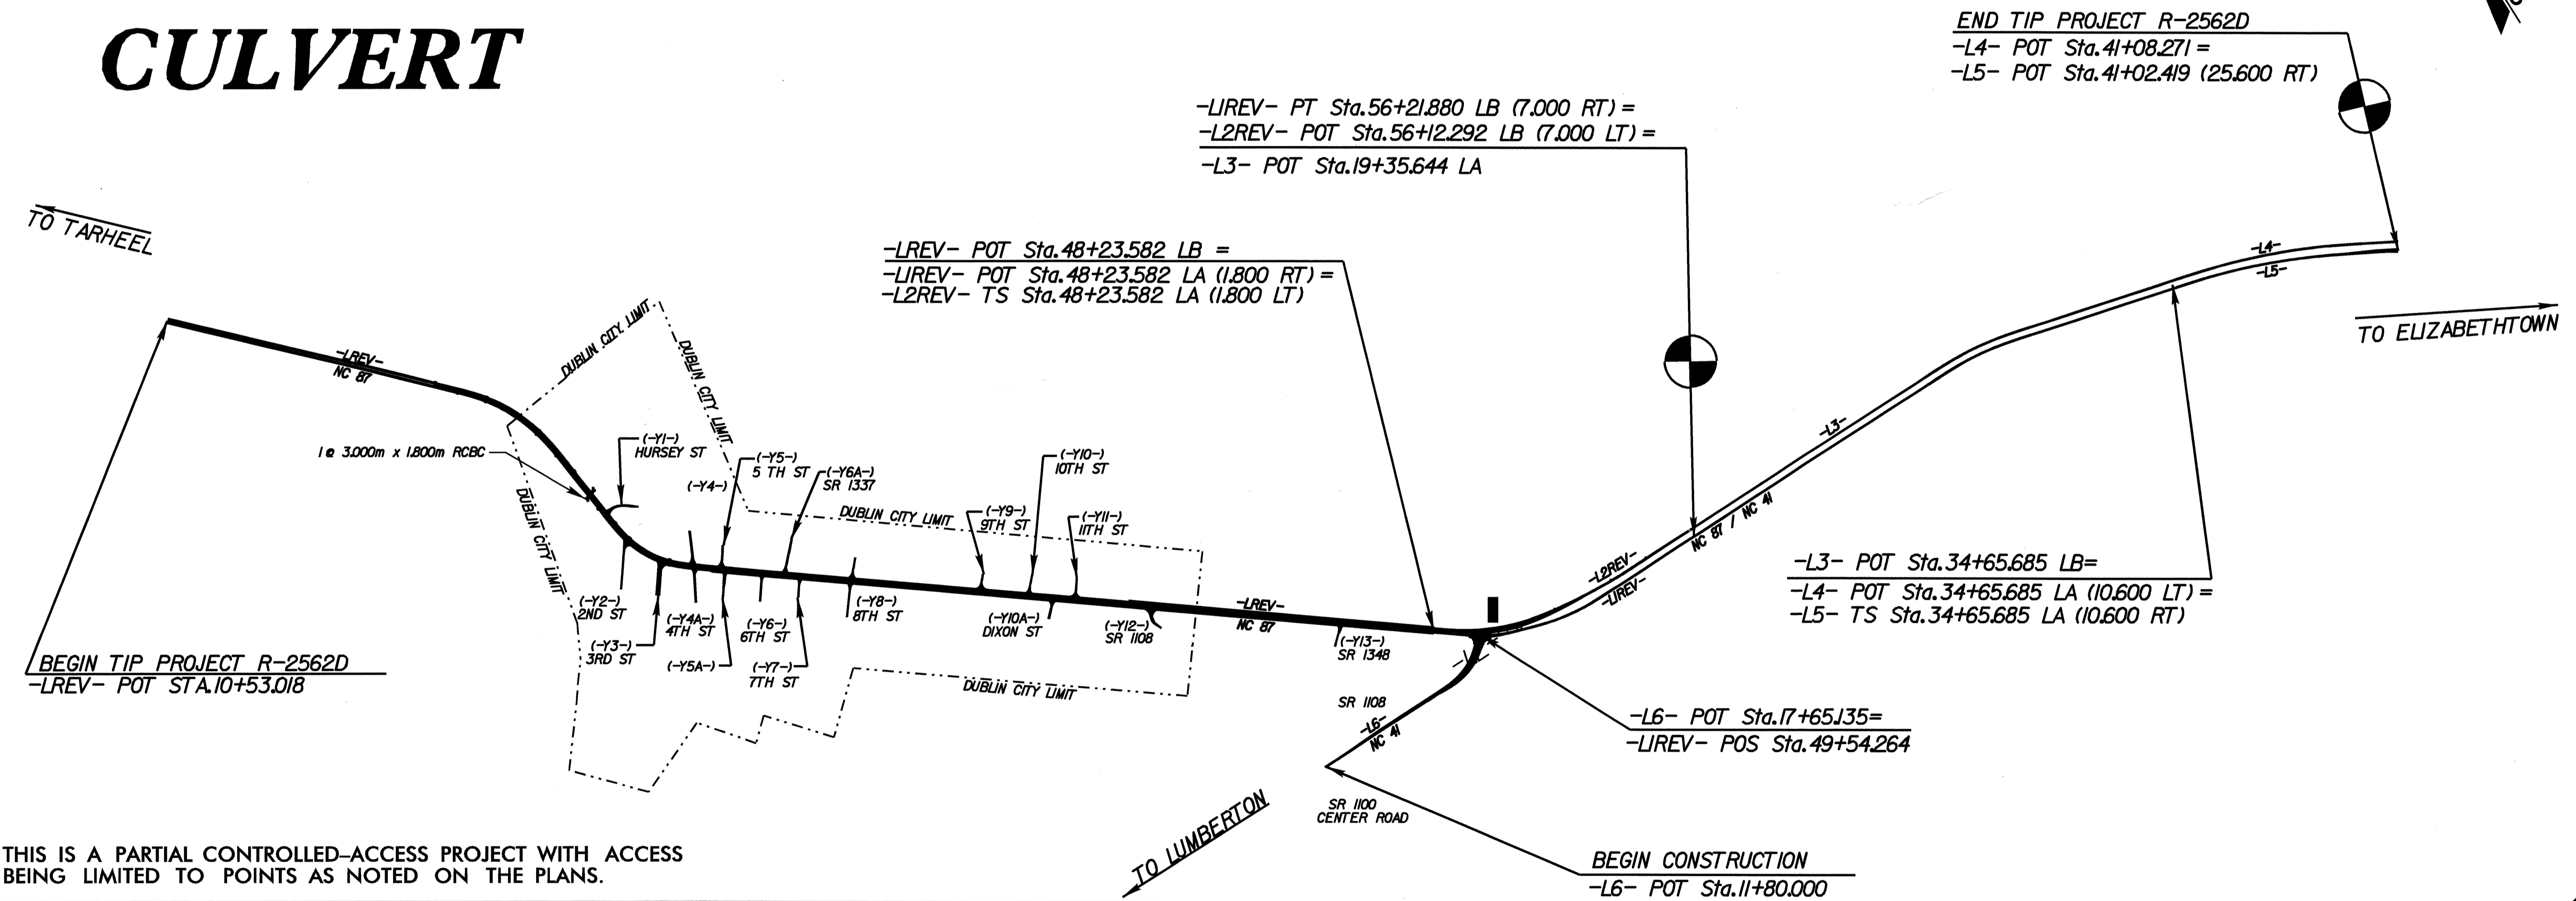 CULVERT
END TIP PROJECT R-2562D
-L4- POT Sta.41+08.271 =
-L5- POT Sta.41+02.419 (25.600 RT)
-L1REV- PT Sta.56+21.880 LB (7.000 RT) =
-L2REV- POT Sta.56+12.292 LB (7.000 LT) =
-L3- POT Sta.19+35.644 LA
TO TARHEEL
-LREV- POT Sta.48+23.582 LB =
-L1REV- POT Sta.48+23.582 LA (1.800 RT) =
-L2REV- TS Sta.48+23.582 LA (1.800 LT)
-L4-
-L5-
TO ELIZABETHTOWN
DUBLIN CITY LIMIT
DUBLIN CITY LIMIT
-LREV-
NC 87
1 @ 3.000m x 1.800m RCBC
(-Y1-)
HURSEY ST
(-Y4-)
(-Y5-)
5 TH ST
(-Y6A-)
SR 1337
(-Y10-)
10TH ST
-L3-
DUBLIN CITY LIMIT
DUBLIN CITY LIMIT
(-Y9-)
9TH ST
(-Y11-)
11TH ST
NC 87 / NC 41
-L2REV-
-L1REV-
-L3- POT Sta.34+65.685 LB=
-L4- POT Sta.34+65.685 LA (10.600 LT) =
-L5- TS Sta.34+65.685 LA (10.600 RT)
(-Y2-)
2ND ST
(-Y3-)
3RD ST
(-Y4A-)
4TH ST
(-Y5A-)
(-Y6-)
6TH ST
(-Y7-)
7TH ST
(-Y8-)
8TH ST
(-Y10A-)
DIXON ST
(-Y12-)
SR 1108
-LREV-
NC 87
(-Y13-)
SR 1348
BEGIN TIP PROJECT R-2562D
-LREV- POT STA.10+53.018
DUBLIN CITY LIMIT
SR 1108
-L6-
NC 41
-L6- POT Sta.17+65.135=
-L1REV- POS Sta.49+54.264
TO LUMBERTON
SR 1100
CENTER ROAD
BEGIN CONSTRUCTION
-L6- POT Sta.11+80.000
THIS IS A PARTIAL CONTROLLED–ACCESS PROJECT WITH ACCESS
BEING LIMITED TO POINTS AS NOTED ON THE PLANS.